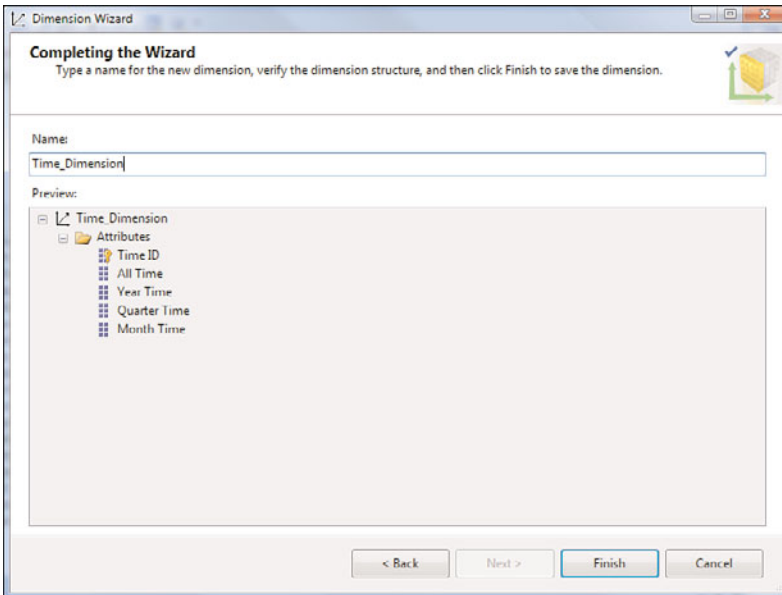 Dimension Wizard
Completing the Wizard
Type a name for the new dimension, verify the dimension structure, and then click Finish to save the dimension.
Name:
Time_Dimension
Preview:
Time_Dimension
Attributes
Time ID
All Time
Year Time
Quarter Time
Month Time
< Back Next > Finish Cancel